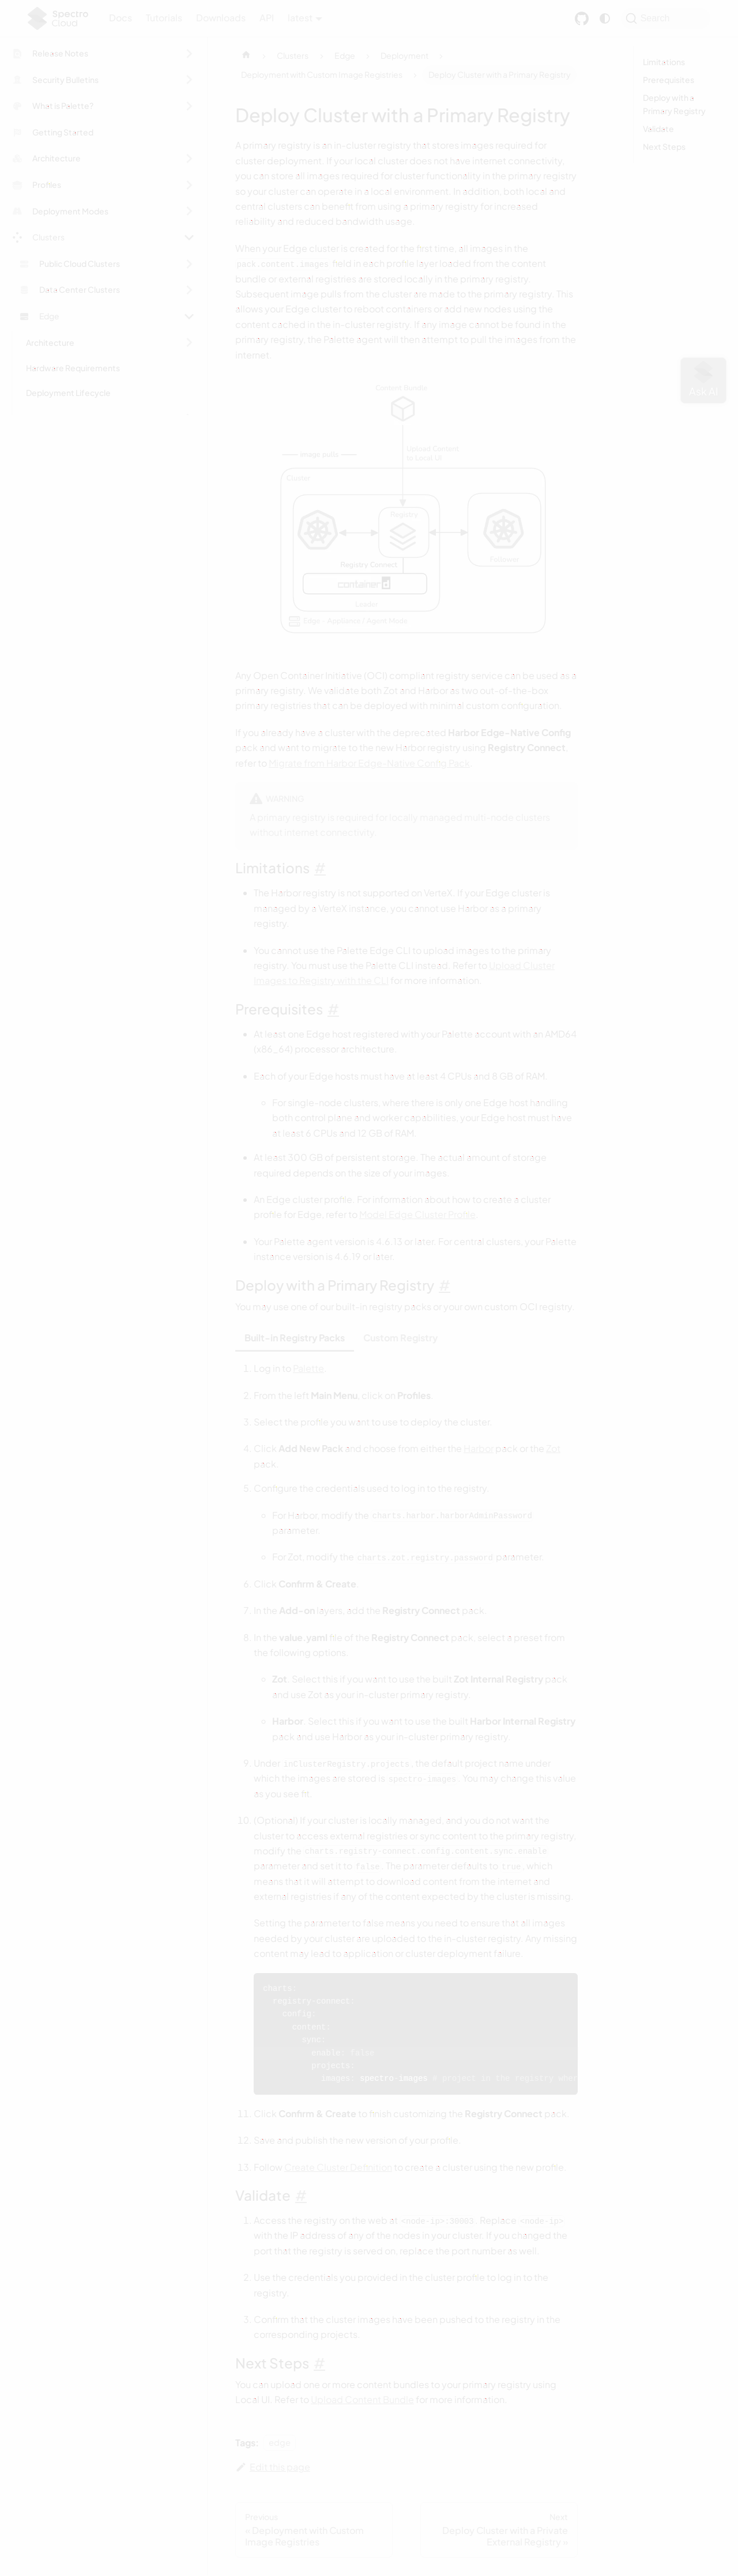 Spectro
Cloud
Docs
Tutorials
Downloads
API
latest
Search
Release Notes
Security Bulletins
What is Palette?
Getting Started
Architecture
Profiles
Deployment Modes
Clusters
Public Cloud Clusters
Data Center Clusters
Edge
Architecture
Hardware Requirements
Deployment Lifecycle
Clusters
Edge
Deployment
Deployment with Custom Image Registries
Deploy Cluster with a Primary Registry
Limitations
Prerequisites
Deploy with a
Primary Registry
Validate
Next Steps
Deploy Cluster with a Primary Registry
A primary registry is an in-cluster registry that stores images required for
cluster deployment. If your local cluster does not have internet connectivity,
you can store all images required for cluster functionality in the primary registry
so your cluster can operate in a local environment. In addition, both local and
central clusters can benefit from using a primary registry for increased
reliability and reduced bandwidth usage.
When your Edge cluster is created for the first time, all images in the
pack.content.images field in each profile layer loaded from the content
bundle or external registries are stored locally in the primary registry.
Subsequent image pulls from the cluster are made to the primary registry. This
allows your Edge cluster to reboot containers or add new nodes using the
content cached in the in-cluster registry. If any image cannot be found in the
primary registry, the Palette agent will then attempt to pull the images from the
internet.
Ask AI
Content Bundle
Upload Content
to Local UI
Image pulls
Cluster
Registry
Registry Connect
containerd
Leader
Follower
Edge - Appliance / Agent Mode
Any Open Container Initiative (OCI) compliant registry service can be used as a
primary registry. We validate both Zot and Harbor as two out-of-the-box
primary registries that can be deployed with minimal custom configuration.
If you already have a cluster with the deprecated Harbor Edge-Native Config
pack and want to migrate to the new Harbor registry using Registry Connect,
refer to Migrate from Harbor Edge-Native Config Pack.
WARNING
A primary registry is required for locally managed multi-node clusters
without internet connectivity.
Limitations #
• The Harbor registry is not supported on VerteX. If your Edge cluster is
managed by a VerteX instance, you cannot use Harbor as a primary
registry.
• You cannot use the Palette Edge CLI to upload images to the primary
registry. You must use the Palette CLI instead. Refer to Upload Cluster
Images to Registry with the CLI for more information.
Prerequisites #
• At least one Edge host registered with your Palette account with an AMD64
(x86_64) processor architecture.
• Each of your Edge hosts must have at least 4 CPUs and 8 GB of RAM.
◦ For single-node clusters, where there is only one Edge host handling
both control plane and worker capabilities, your Edge host must have
at least 6 CPUs and 12 GB of RAM.
• At least 300 GB of persistent storage. The actual amount of storage
required depends on the size of your images.
• An Edge cluster profile. For information about how to create a cluster
profile for Edge, refer to Model Edge Cluster Profile.
• Your Palette agent version is 4.6.13 or later. For central clusters, your Palette
instance version is 4.6.19 or later.
Deploy with a Primary Registry #
You may use one of our built-in registry packs or your own custom OCI registry.
Built-in Registry Packs
Custom Registry
1. Log in to Palette.
2. From the left Main Menu, click on Profiles.
3. Select the profile you want to use to deploy the cluster.
4. Click Add New Pack and choose from either the Harbor pack or the Zot
pack.
5. Configure the credentials used to log in to the registry.
◦ For Harbor, modify the charts.harbor.harborAdminPassword
parameter.
◦ For Zot, modify the charts.zot.registry.password parameter.
6. Click Confirm & Create.
7. In the Add-on layers, add the Registry Connect pack.
8. In the value.yaml file of the Registry Connect pack, select a preset from
the following options.
◦ Zot. Select this if you want to use the built Zot Internal Registry pack
and use Zot as your in-cluster primary registry.
◦ Harbor. Select this if you want to use the built Harbor Internal Registry
pack and use Harbor as your in-cluster primary registry.
9. Under inClusterRegistry.projects, the default project name under
which the images are stored is spectro-images. You may change this value
as you see fit.
10. (Optional) If your cluster is locally managed, and you do not want the
cluster to access external registries or sync content to the primary registry,
modify the charts.registry-connect.config.content.sync.enable
parameter and set it to false. The parameter defaults to true, which
means that it will attempt to download content from the internet and
external registries if any of the content expected by the cluster is missing.
Setting the parameter to false means you need to ensure that all images
needed by your cluster are uploaded to the in-cluster registry. Any missing
content may lead to application or cluster deployment failure.
charts:
registry-connect:
config:
content:
sync:
enable: false
projects:
images: spectro-images # project in the registry wher
11. Click Confirm & Create to finish customizing the Registry Connect pack.
12. Save and publish the new version of your profile.
13. Follow Create Cluster Definition to create a cluster using the new profile.
Validate #
1. Access the registry on the web at <node-ip>:30003. Replace <node-ip>
with the IP address of any of the nodes in your cluster. If you changed the
port that the registry is served on, replace the port number as well.
2. Use the credentials you provided in the cluster profile to log in to the
registry.
3. Confirm that the cluster images have been pushed to the registry in the
corresponding projects.
Next Steps #
You can upload one or more content bundles to your primary registry using
Local UI. Refer to Upload Content Bundle for more information.
Tags: edge
Edit this page
Previous
« Deployment with Custom
Image Registries
Next
Deploy Cluster with a Private
External Registry »